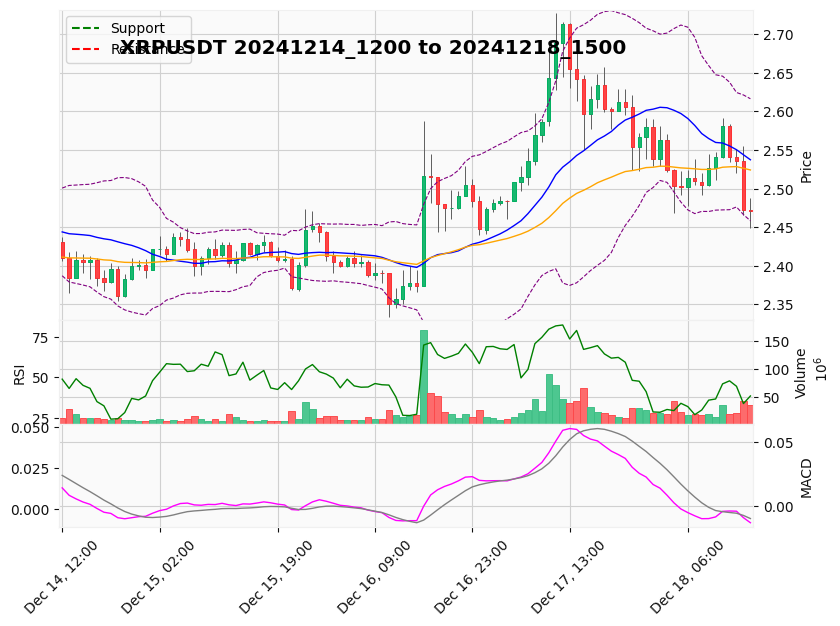 XRPUSDT 20241214_1200 to 20241218_1500
Support
Resistance
2.70
2.65
2.60
2.55
2.50
2.45
2.40
2.35
Price
75
50
25
RSI
150
100
50
Volume
10^6
0.050
0.025
0.000
0.05
0.00
MACD
Dec 14, 12:00
Dec 15, 02:00
Dec 15, 19:00
Dec 16, 09:00
Dec 16, 23:00
Dec 17, 13:00
Dec 18, 06:00